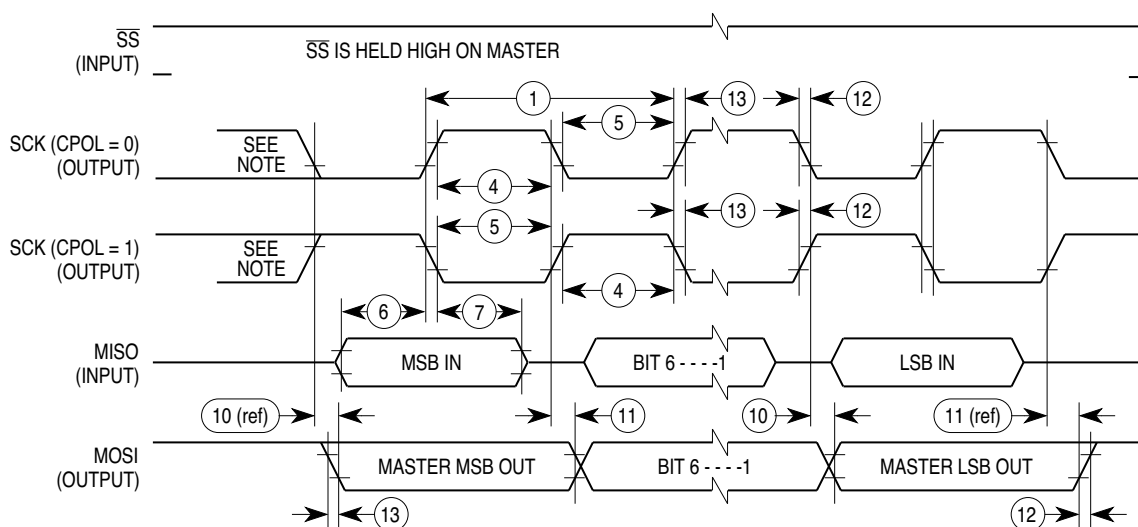 S̅S̅
(INPUT)
S̅S̅ IS HELD HIGH ON MASTER
1
13
12
5
SCK (CPOL = 0)
(OUTPUT)
SEE
NOTE
4
13
12
5
SCK (CPOL = 1)
(OUTPUT)
SEE
NOTE
4
6
7
MISO
(INPUT)
MSB IN
BIT 6 - - - -1
LSB IN
10 (ref)
11
10
11 (ref)
MOSI
(OUTPUT)
MASTER MSB OUT
BIT 6 - - - -1
MASTER LSB OUT
13
12